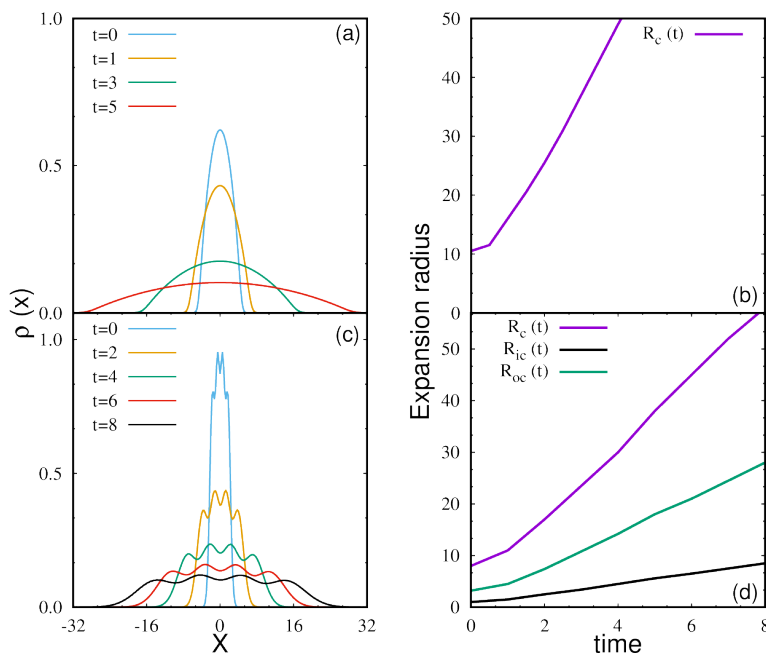 1.0
t=0
t=1
t=3
t=5
(a)
0.5
0.0
50
40
30
20
10
0
R_c (t)
(b)
1.0
t=0
t=2
t=4
t=6
t=8
(c)
0.5
0.0
-32
-16
0
16
32
X
ρ (x)
Expansion radius
R_c (t)
R_ic (t)
R_oc (t)
50
40
30
20
10
0
(d)
0
2
4
6
8
time